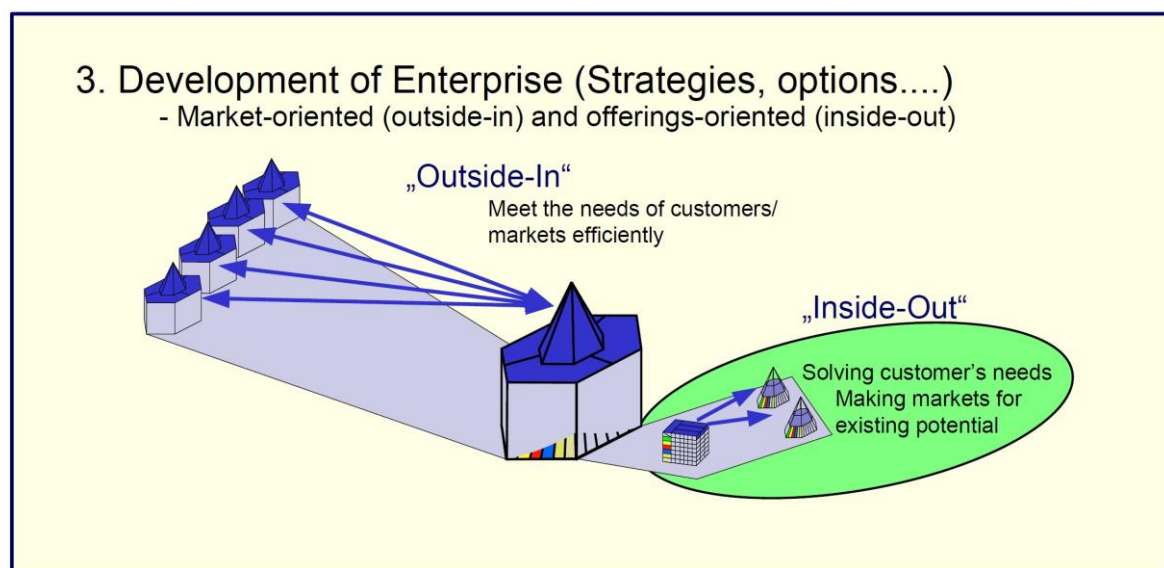 3. Development of Enterprise (Strategies, options....)
- Market-oriented (outside-in) and offerings-oriented (inside-out)
„Outside-In“
Meet the needs of customers/
markets efficiently
„Inside-Out“
Solving customer’s needs
Making markets for
existing potential